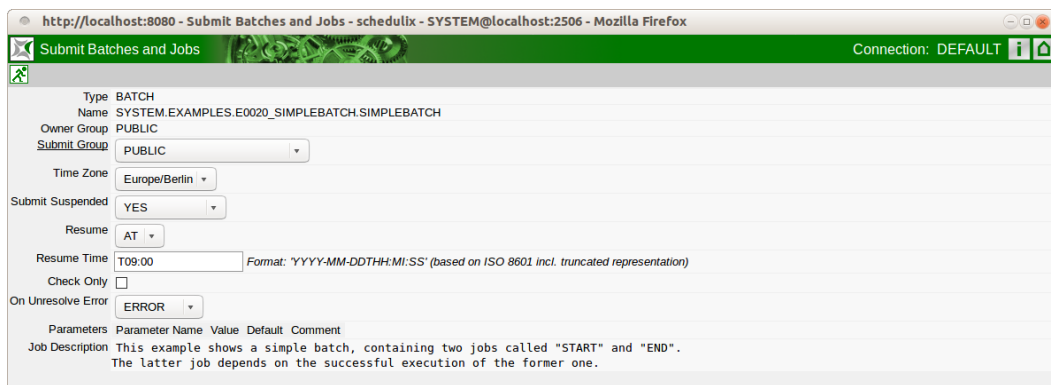 http://localhost:8080 - Submit Batches and Jobs - schedulix - SYSTEM@localhost:2506 - Mozilla Firefox
Submit Batches and Jobs Connection: DEFAULT
Type BATCH
Name SYSTEM.EXAMPLES.E0020_SIMPLEBATCH.SIMPLEBATCH
Owner Group PUBLIC
Submit Group PUBLIC
Time Zone Europe/Berlin
Submit Suspended YES
Resume AT
Resume Time T09:00 Format: 'YYYY-MM-DDTHH:MI:SS' (based on ISO 8601 incl. truncated representation)
Check Only
On Unresolve Error ERROR
Parameters Parameter Name Value Default Comment
Job Description This example shows a simple batch, containing two jobs called "START" and "END".
The latter job depends on the successful execution of the former one.